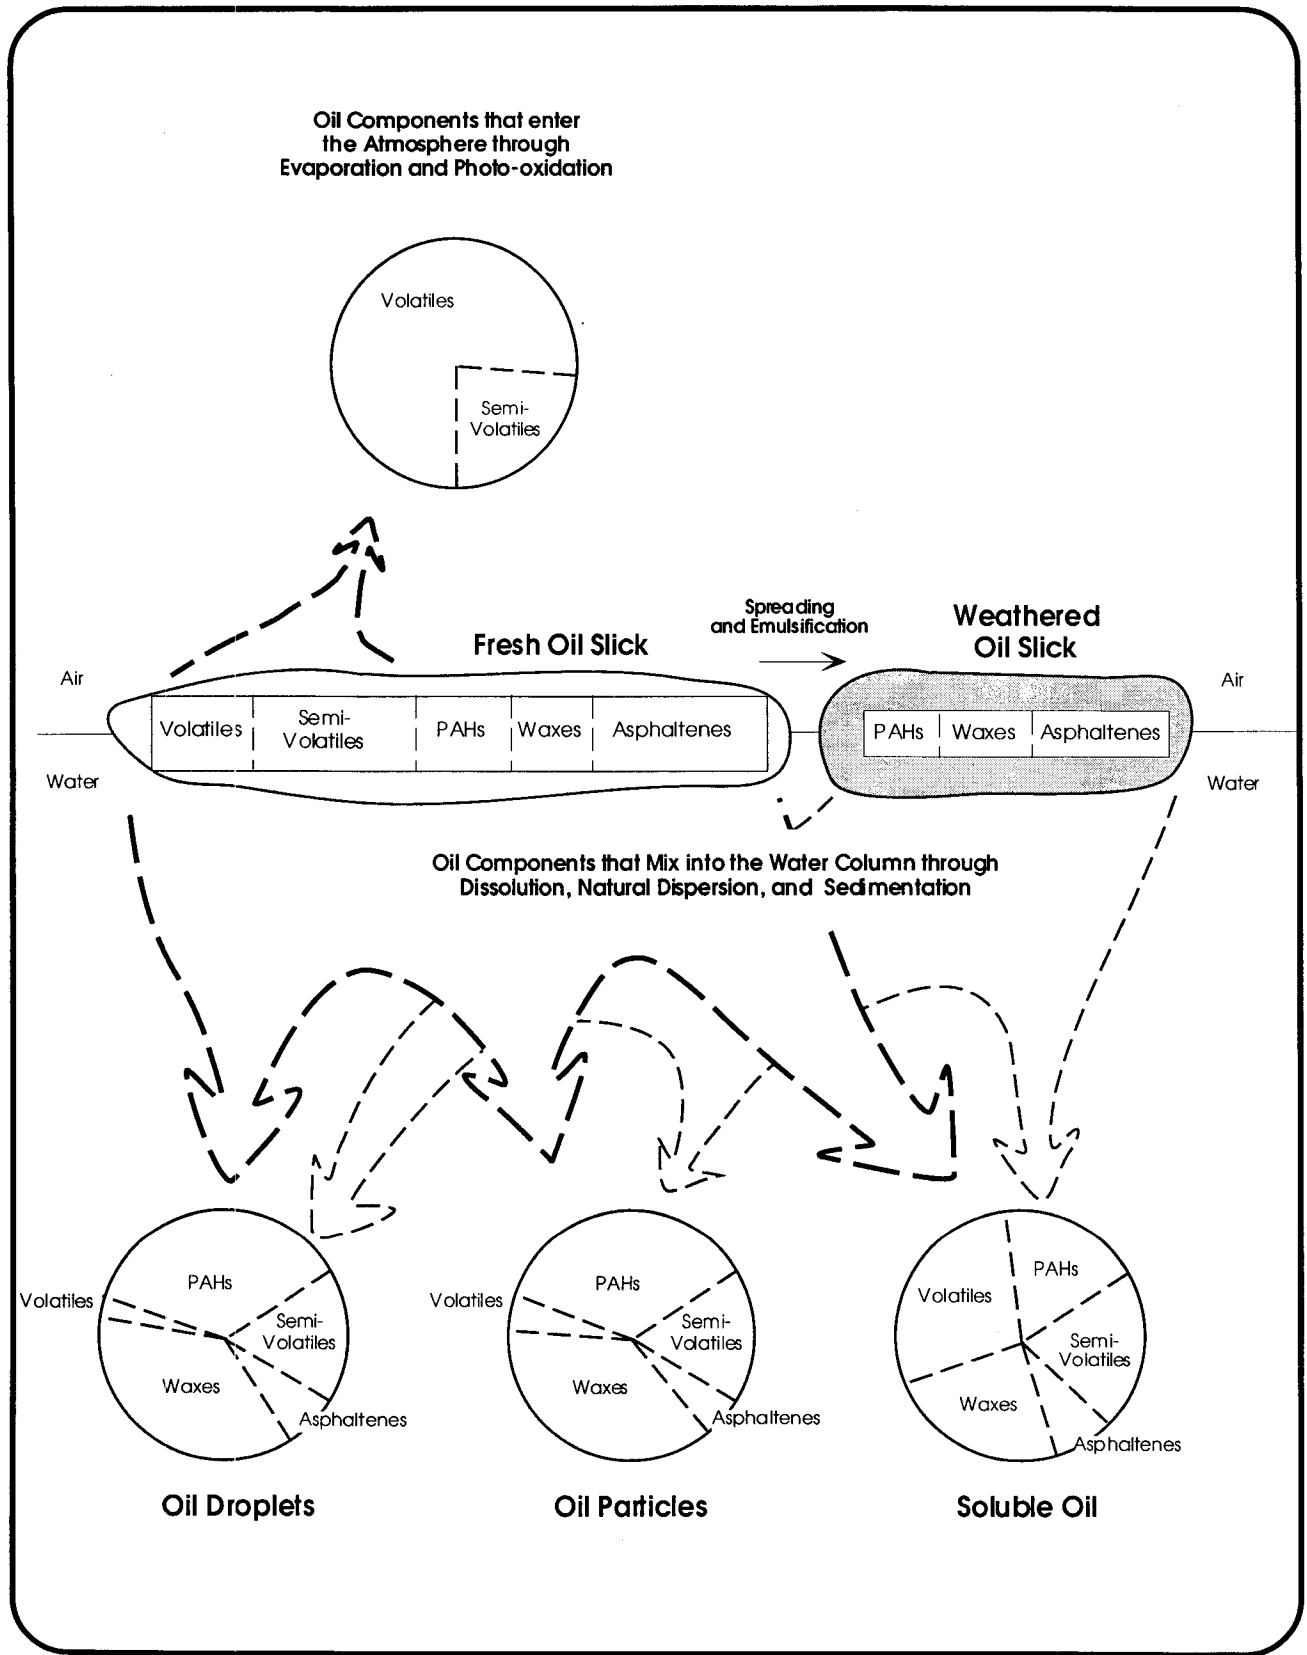 Oil Components that enter
the Atmosphere through
Evaporation and Photo-oxidation
Volatiles
Semi-
Volatiles
Fresh Oil Slick
Spreading
and Emulsification
Weathered
Oil Slick
Air
Air
Volatiles
Semi-
Volatiles
PAHs
Waxes
Asphaltenes
PAHs
Waxes
Asphaltenes
Water
Water
Oil Components that Mix into the Water Column through
Dissolution, Natural Dispersion, and Sedimentation
Volatiles
PAHs
Semi-
Volatiles
Waxes
Asphaltenes
Oil Droplets
Volatiles
PAHs
Semi-
Volatiles
Waxes
Asphaltenes
Oil Particles
Volatiles
PAHs
Semi-
Volatiles
Waxes
Asphaltenes
Soluble Oil